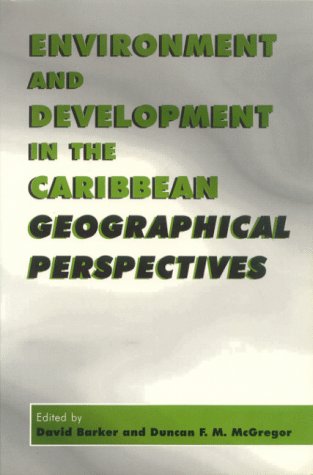 ENVIRONMENT
AND
DEVELOPMENT
IN THE
CARIBBEAN
GEOGRAPHICAL
PERSPECTIVES
Edited by
David Barker and Duncan F. M. McGregor